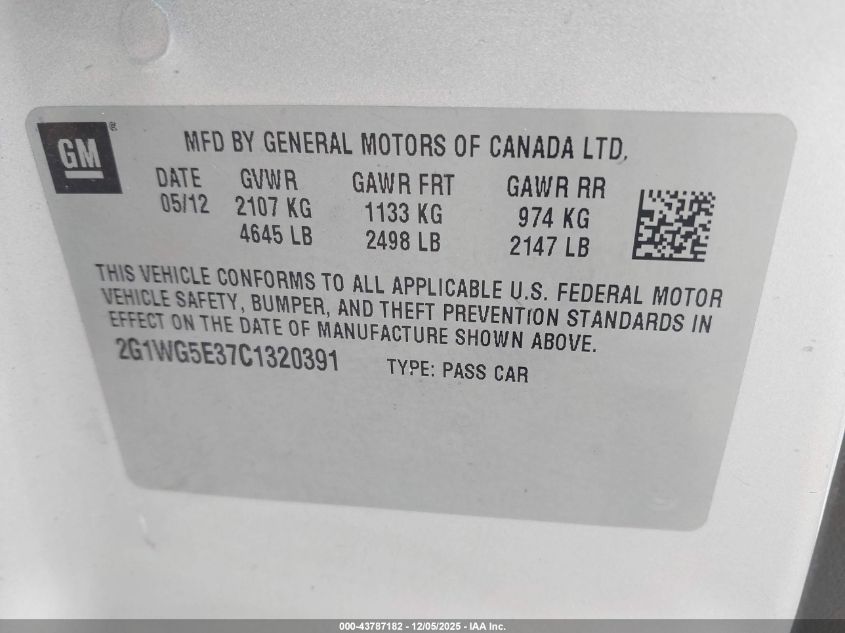 GM ®
MFD BY GENERAL MOTORS OF CANADA LTD.
DATE GVWR GAWR FRT GAWR RR
05/12 2107 KG 1133 KG 974 KG
4645 LB 2498 LB 2147 LB
THIS VEHICLE CONFORMS TO ALL APPLICABLE U.S. FEDERAL MOTOR
VEHICLE SAFETY, BUMPER, AND THEFT PREVENTION STANDARDS IN
EFFECT ON THE DATE OF MANUFACTURE SHOWN ABOVE.
2G1WG5E37C1320391 TYPE: PASS CAR
000-43787182 - 12/05/2025 - IAA Inc.